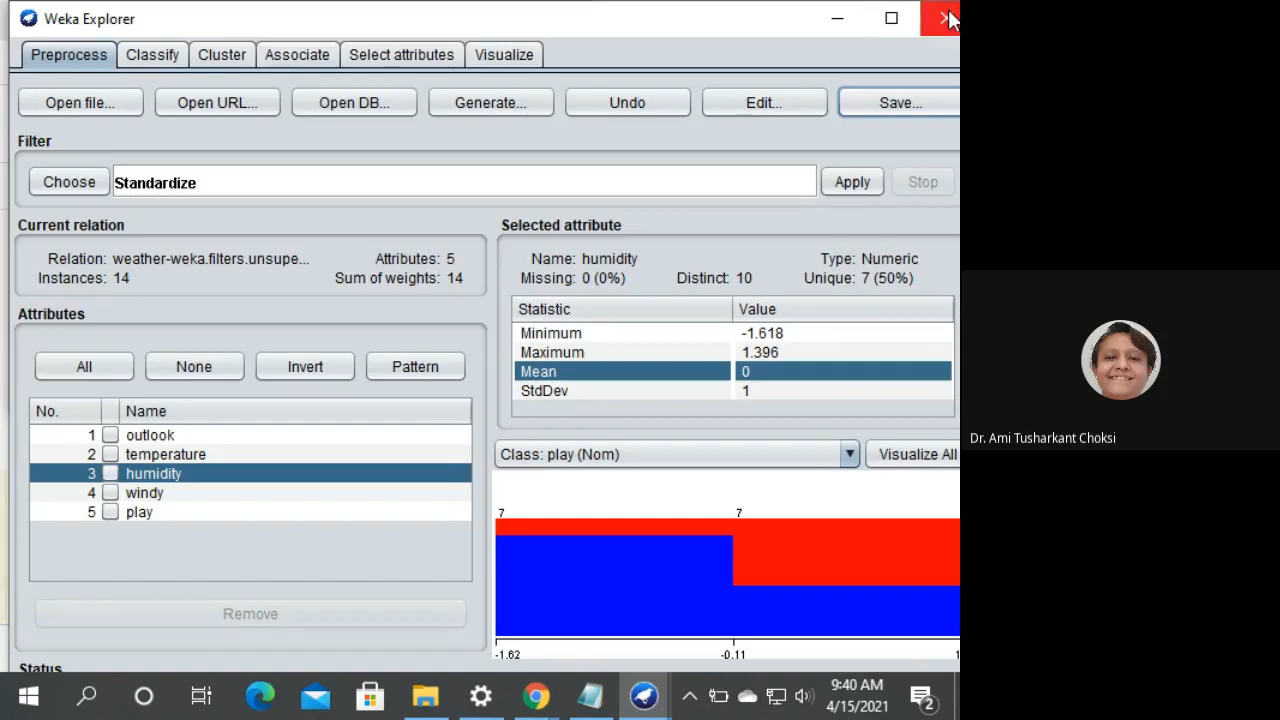 Weka Explorer
Preprocess Classify Cluster Associate Select attributes Visualize
Open file... Open URL... Open DB... Generate... Undo Edit... Save...
Filter
Choose Standardize Apply Stop
Current relation
Relation: weather-weka.filters.unsupe... Attributes: 5
Instances: 14 Sum of weights: 14
Attributes
All None Invert Pattern
No. Name
1 outlook
2 temperature
3 humidity
4 windy
5 play
Remove
Status
Selected attribute
Name: humidity Type: Numeric
Missing: 0 (0%) Distinct: 10 Unique: 7 (50%)
Statistic Value
Minimum -1.618
Maximum 1.396
Mean 0
StdDev 1
Class: play (Nom) Visualize All
7 7
-1.62 -0.11 1
Dr. Ami Tusharkant Choksi
9:40 AM
4/15/2021
2